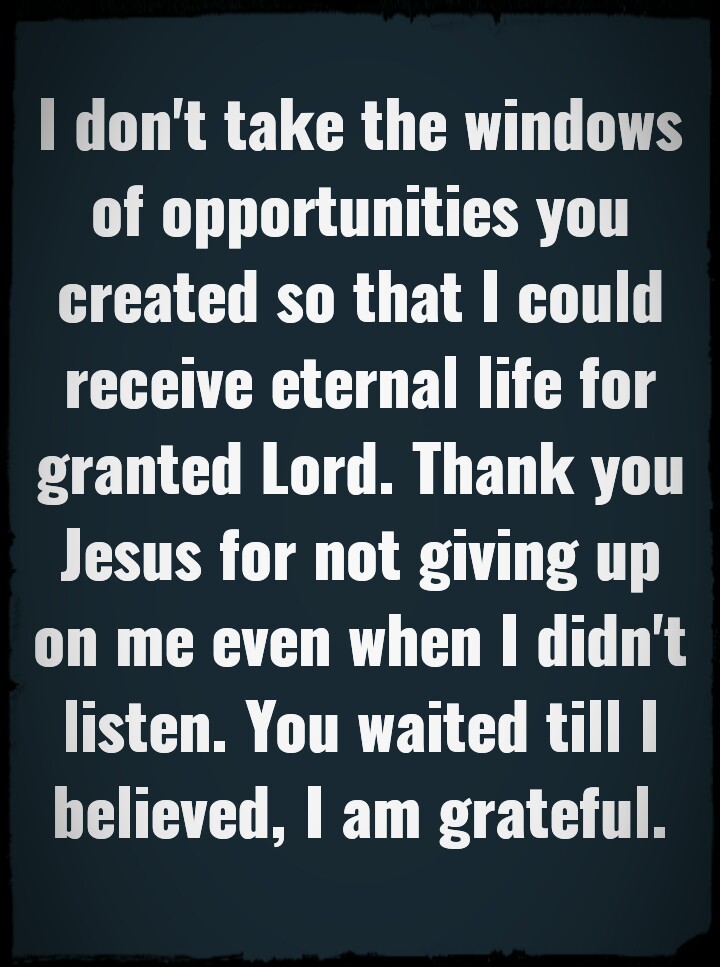 I don't take the windows
of opportunities you
created so that I could
receive eternal life for
granted Lord. Thank you
Jesus for not giving up
on me even when I didn't
listen. You waited till I
believed, I am grateful.